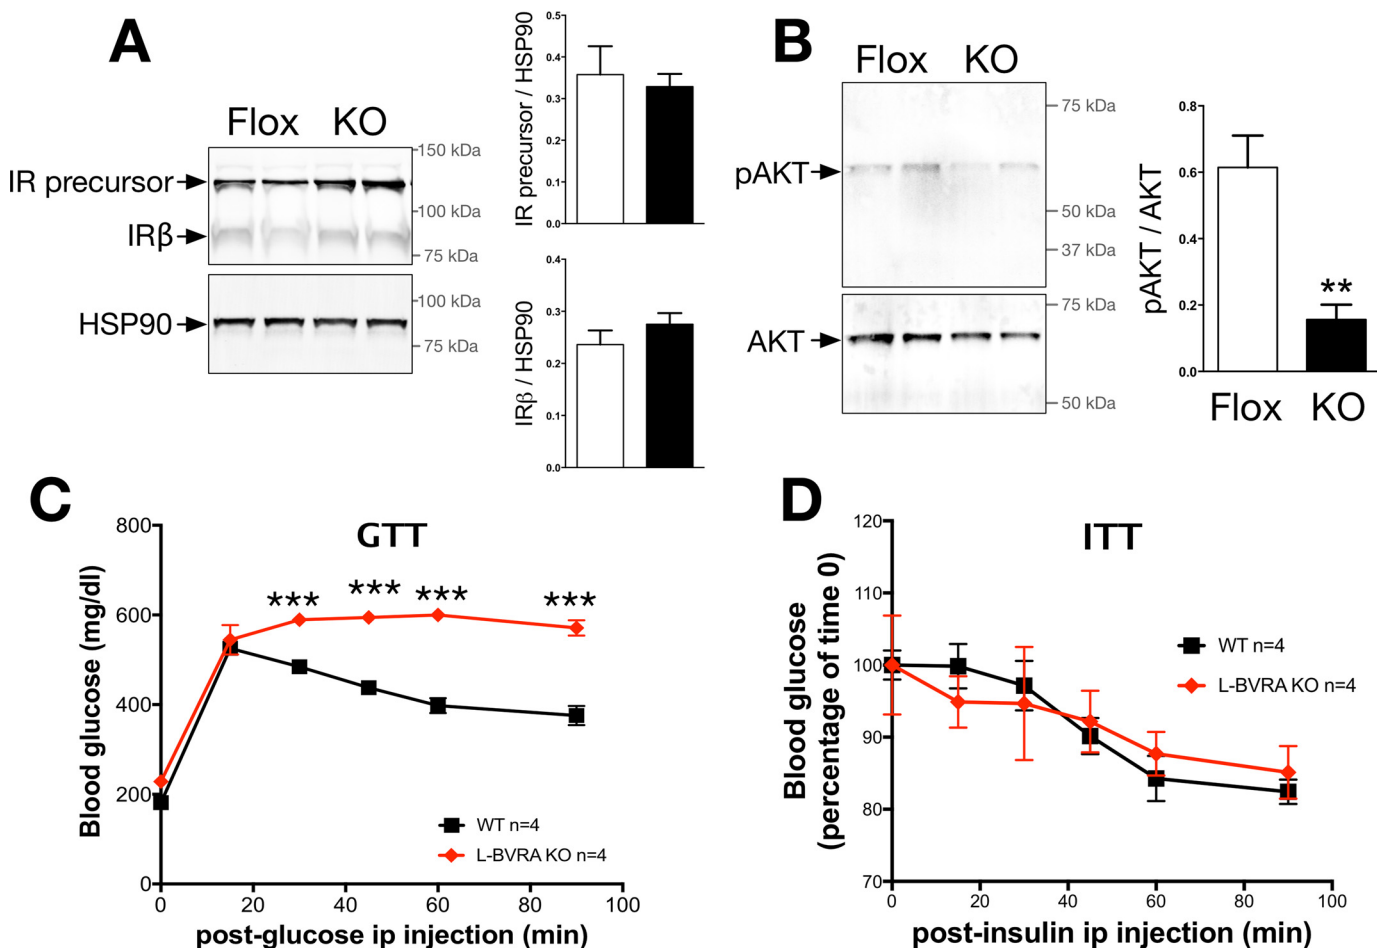 A
Flox KO
150 kDa
IR precursor
100 kDa
IRβ
75 kDa
100 kDa
HSP90
75 kDa
IR precursor / HSP90
0.5
0.4
0.3
0.2
0.1
0.0
IRβ / HSP90
0.4
0.3
0.2
0.1
0.0
B
Flox KO
75 kDa
pAKT
50 kDa
37 kDa
75 kDa
AKT
50 kDa
pAKT / AKT
0.8
0.6
0.4
0.2
0.0
**
Flox KO
C
GTT
Blood glucose (mg/dl)
800
600
400
200
0
*** *** *** ***
WT n=4
L-BVRA KO n=4
0 20 40 60 80 100
post-glucose ip injection (min)
D
ITT
Blood glucose
(percentage of time 0)
120
110
100
90
80
70
WT n=4
L-BVRA KO n=4
0 20 40 60 80 100
post-insulin ip injection (min)